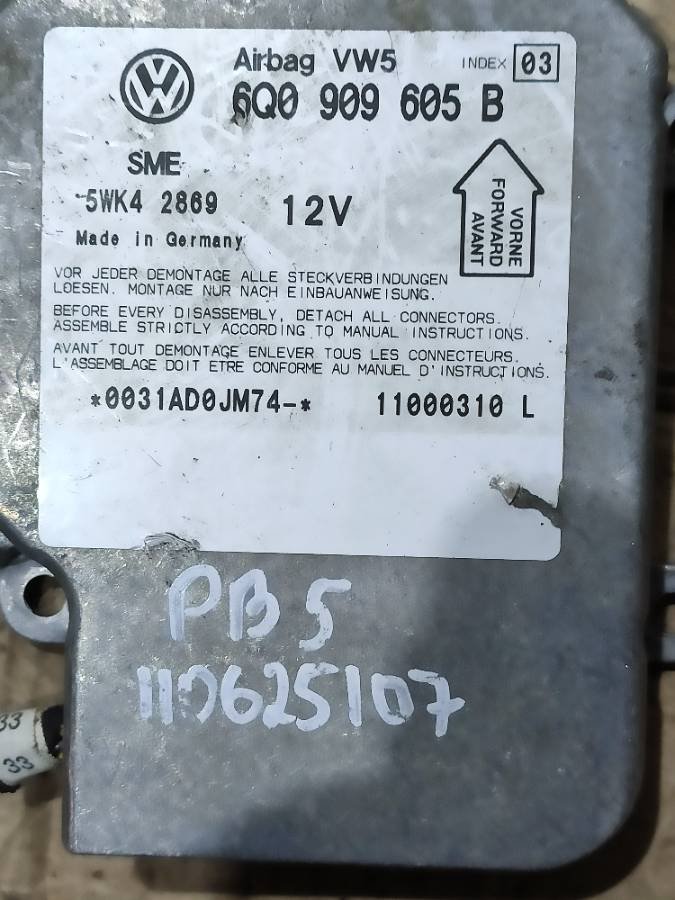 Airbag VW5 INDEX 03
6Q0 909 605 B
SME
5WK4 2869 12V
Made in Germany
VORNE
FORWARD
AVANT
VOR JEDER DEMONTAGE ALLE STECKVERBINDUNGEN
LOESEN. MONTAGE NUR NACH EINBAUANWEISUNG.
BEFORE EVERY DISASSEMBLY, DETACH ALL CONNECTORS.
ASSEMBLE STRICTLY ACCORDING TO MANUAL INSTRUCTIONS.
AVANT TOUT DEMONTAGE ENLEVER TOUS LES CONNECTEURS.
L'ASSEMBLAGE DOIT ETRE CONFORME AU MANUEL D'INSTRUCTIONS.
*0031AD0JM74-* 11000310 L
PB5
110625107
33
33